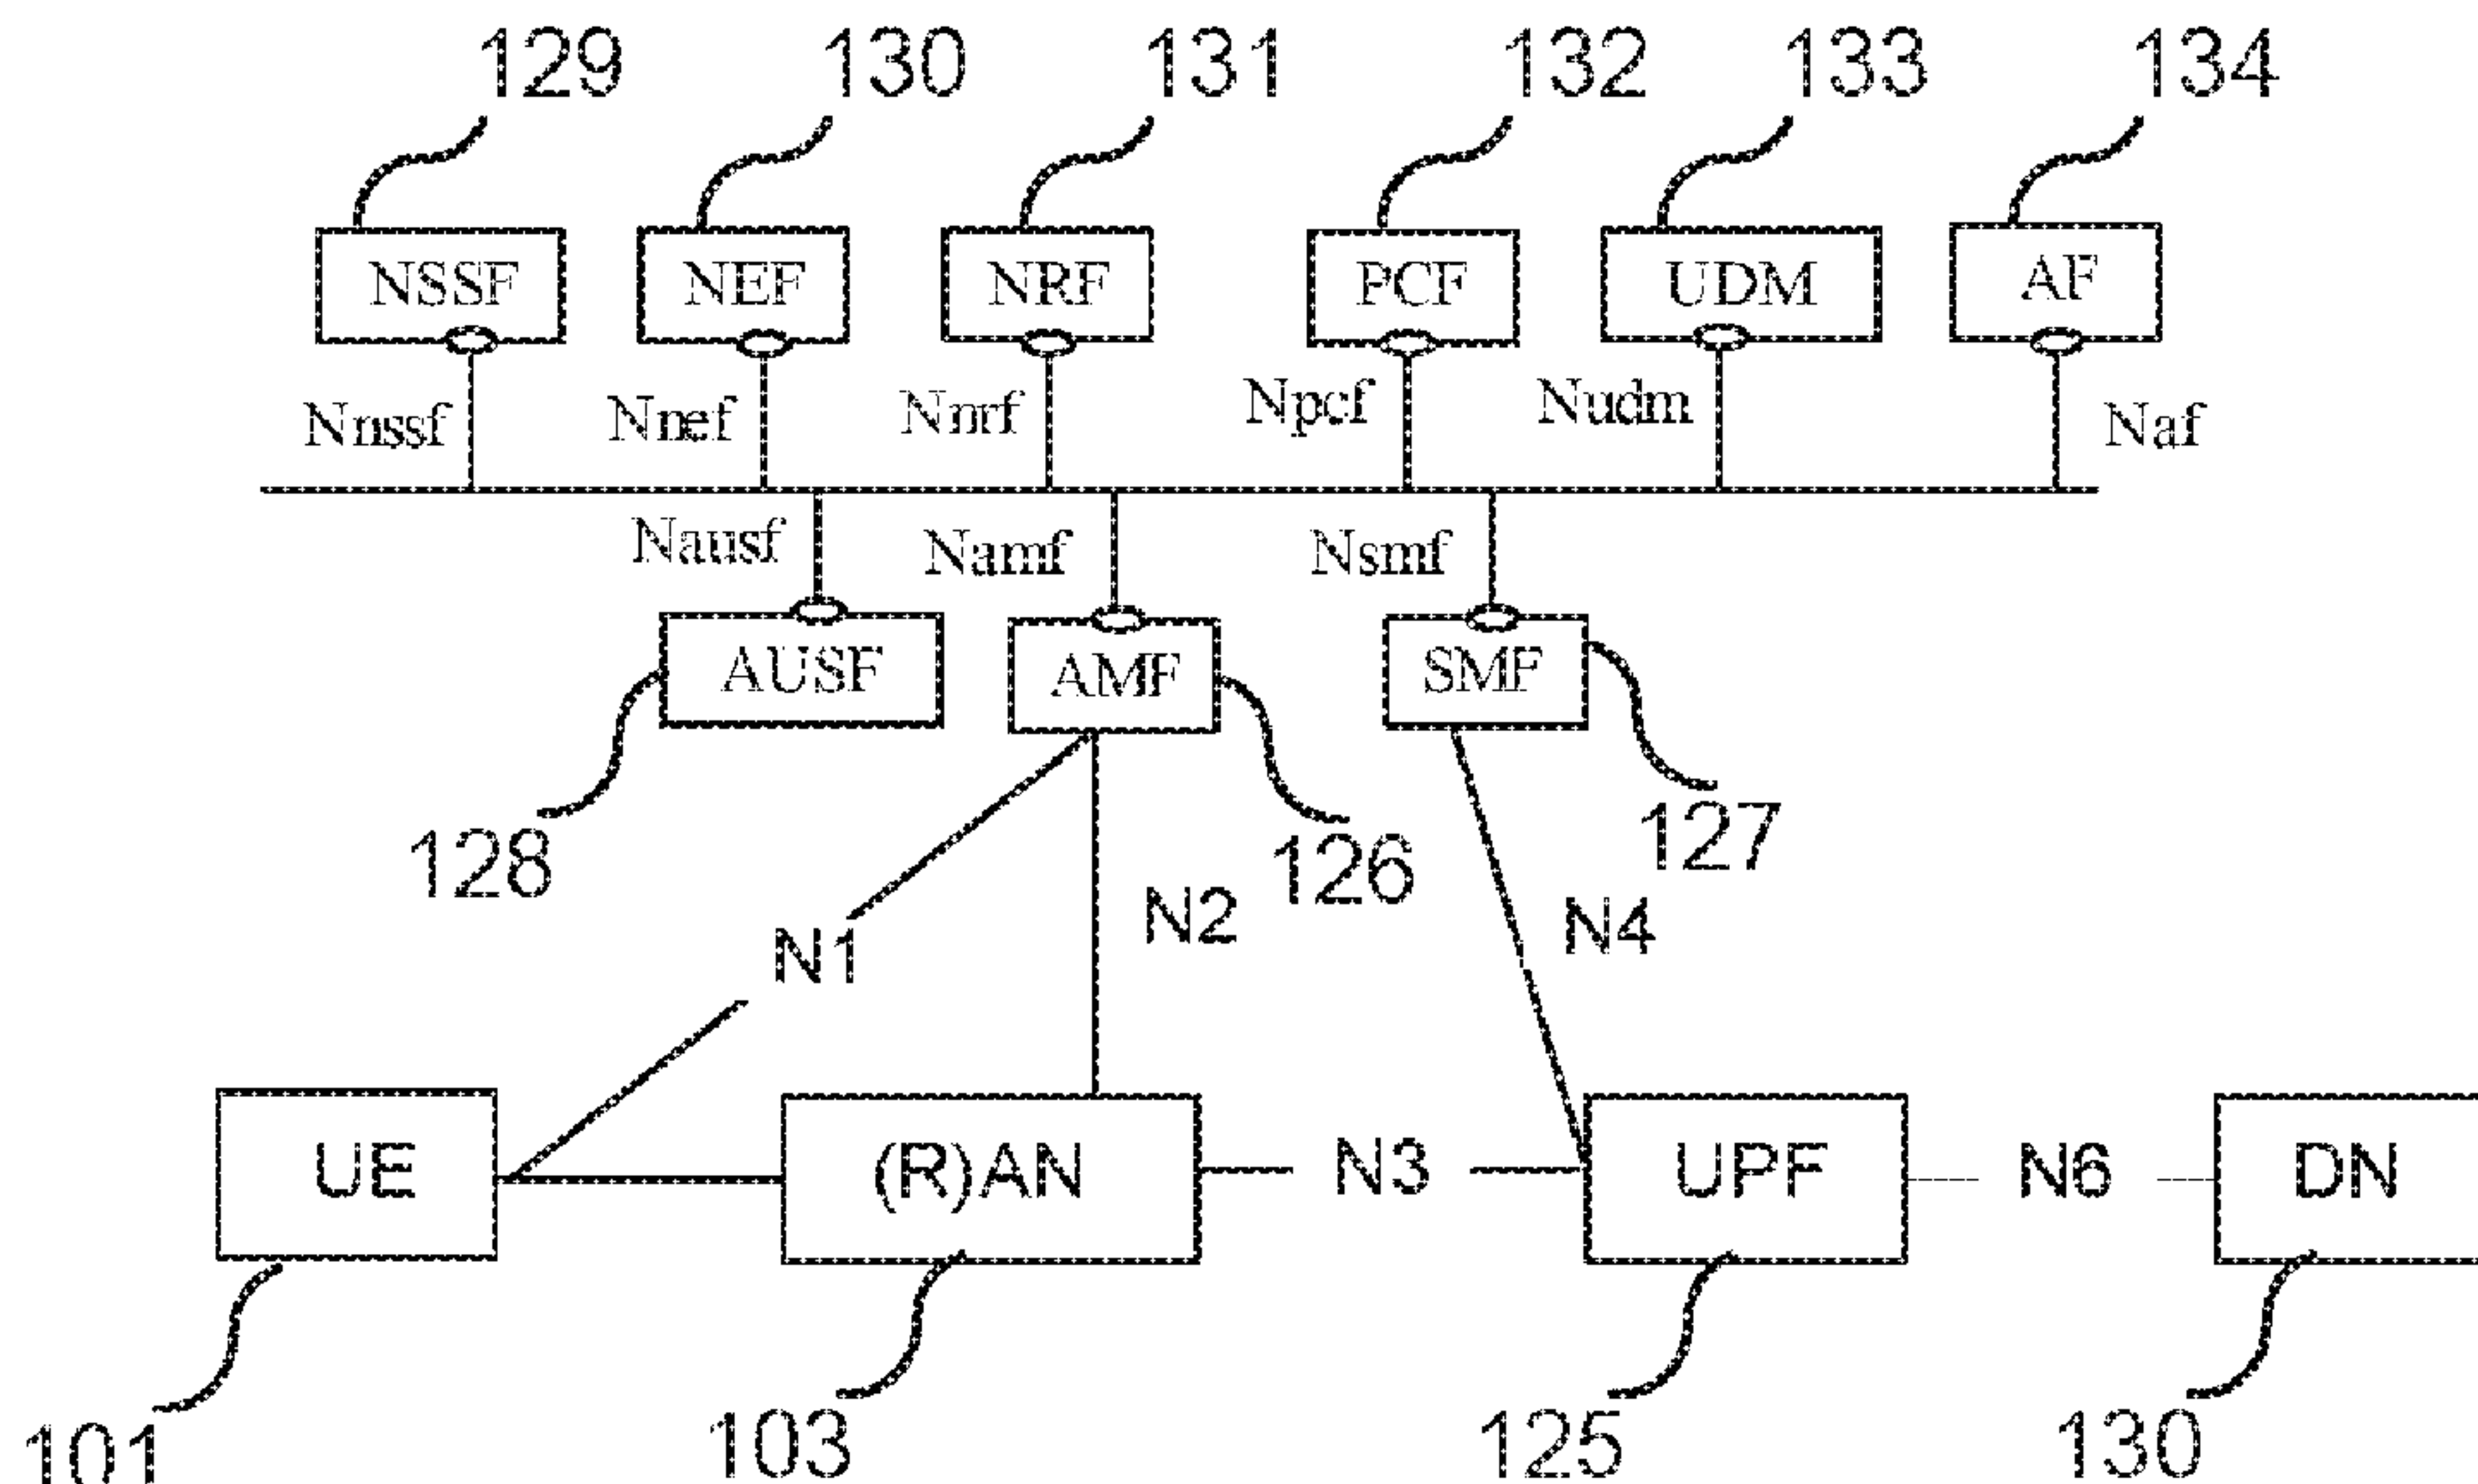 129 130 131 132 133 134
NSSF NEF NRF PCF UDM AF
Nnssf Nnef Nnrf Npcf Nudm Naf
Nausf Namf Nsmf
AUSF AMF SMF
128 126 127
N1 N2 N4
UE (R)AN N3 UPF N6 DN
101 103 125 130